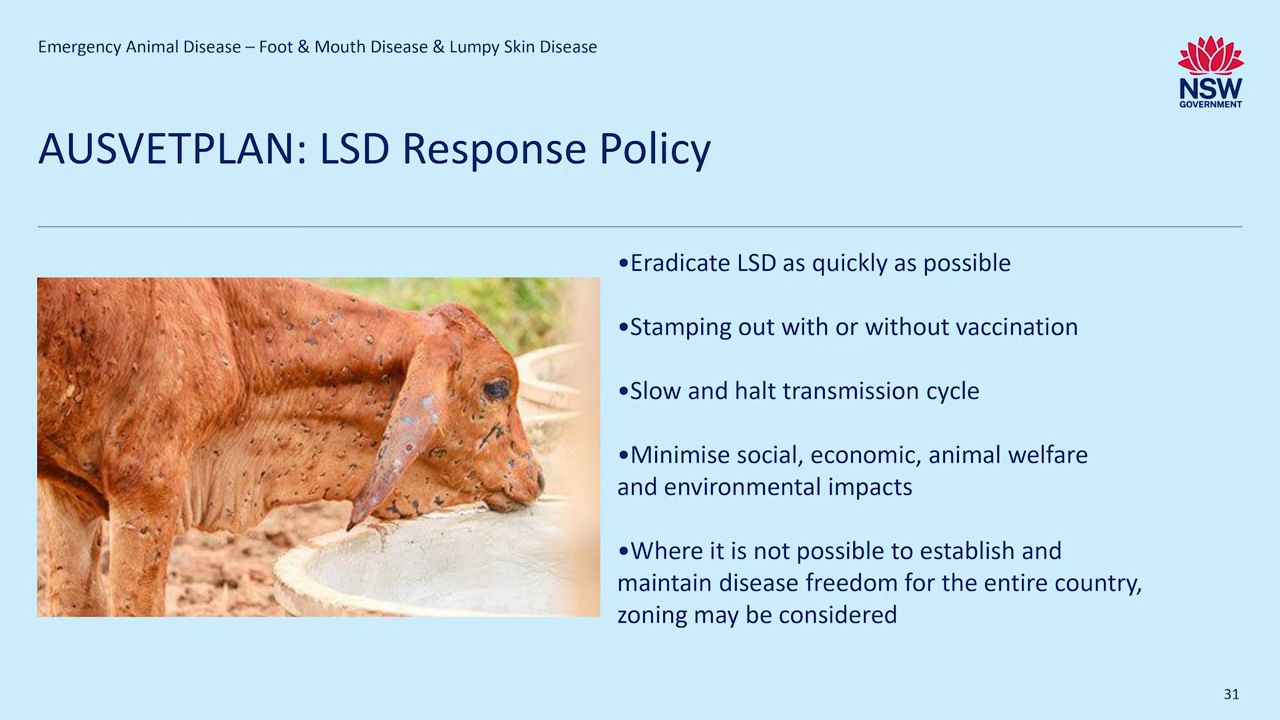 Emergency Animal Disease – Foot & Mouth Disease & Lumpy Skin Disease
NSW
GOVERNMENT
AUSVETPLAN: LSD Response Policy
•Eradicate LSD as quickly as possible
•Stamping out with or without vaccination
•Slow and halt transmission cycle
•Minimise social, economic, animal welfare
and environmental impacts
•Where it is not possible to establish and
maintain disease freedom for the entire country,
zoning may be considered
31